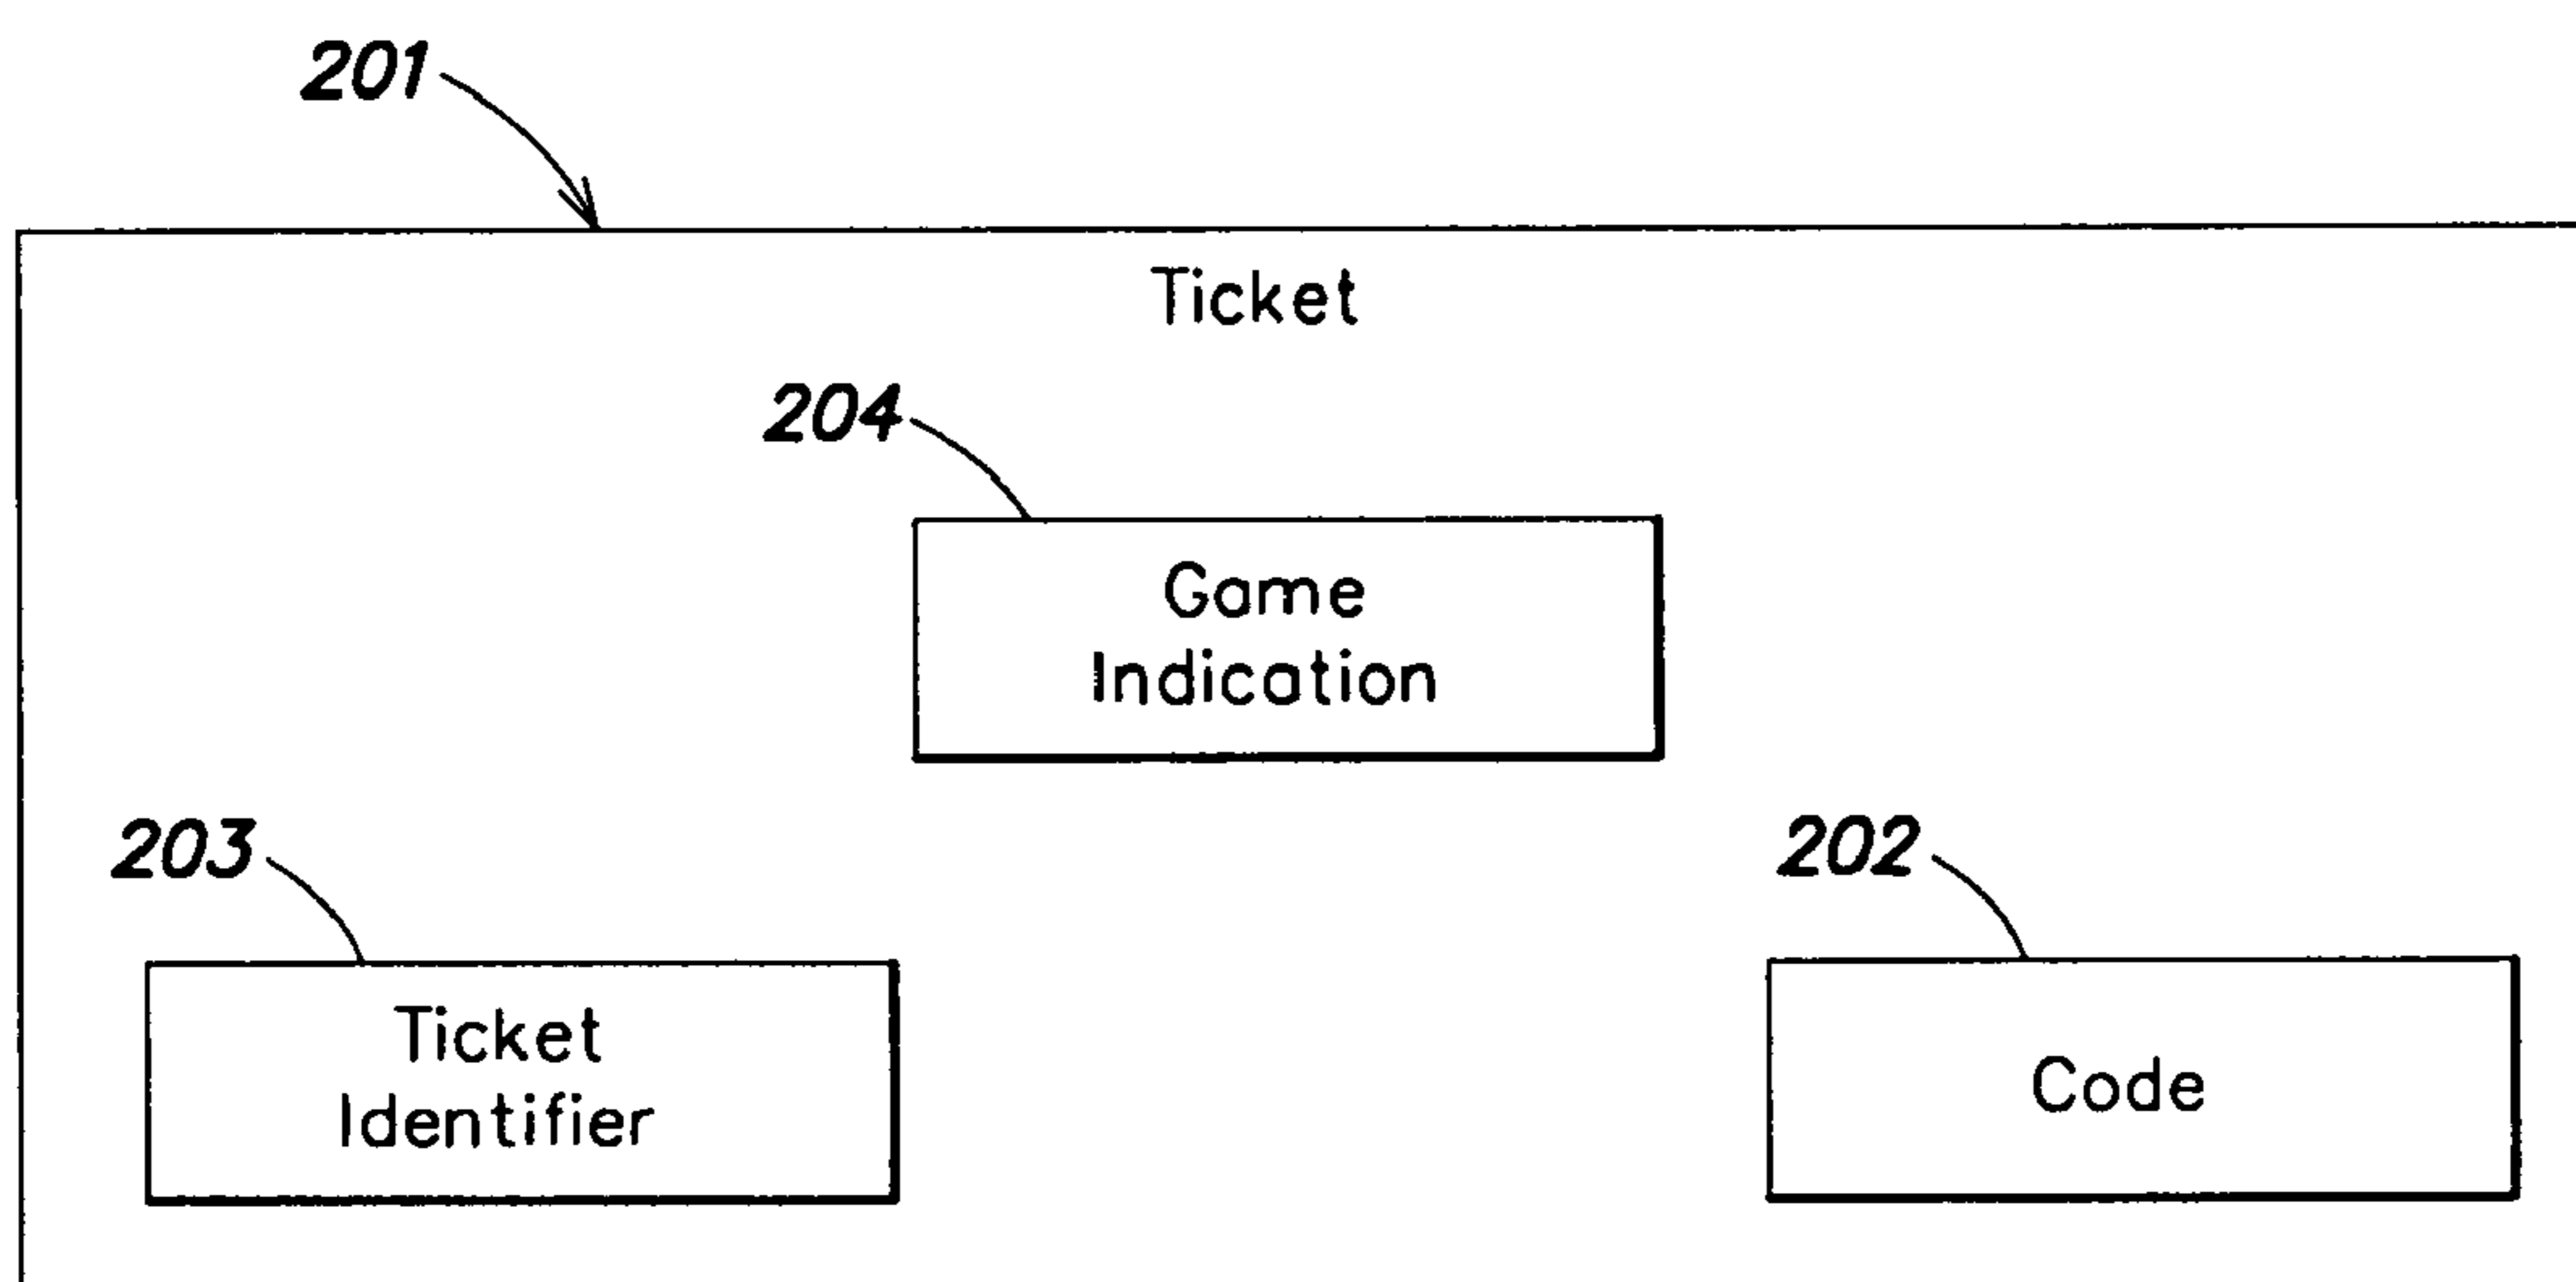 201
Ticket
204
Game
Indication
203
202
Ticket
Identifier
Code